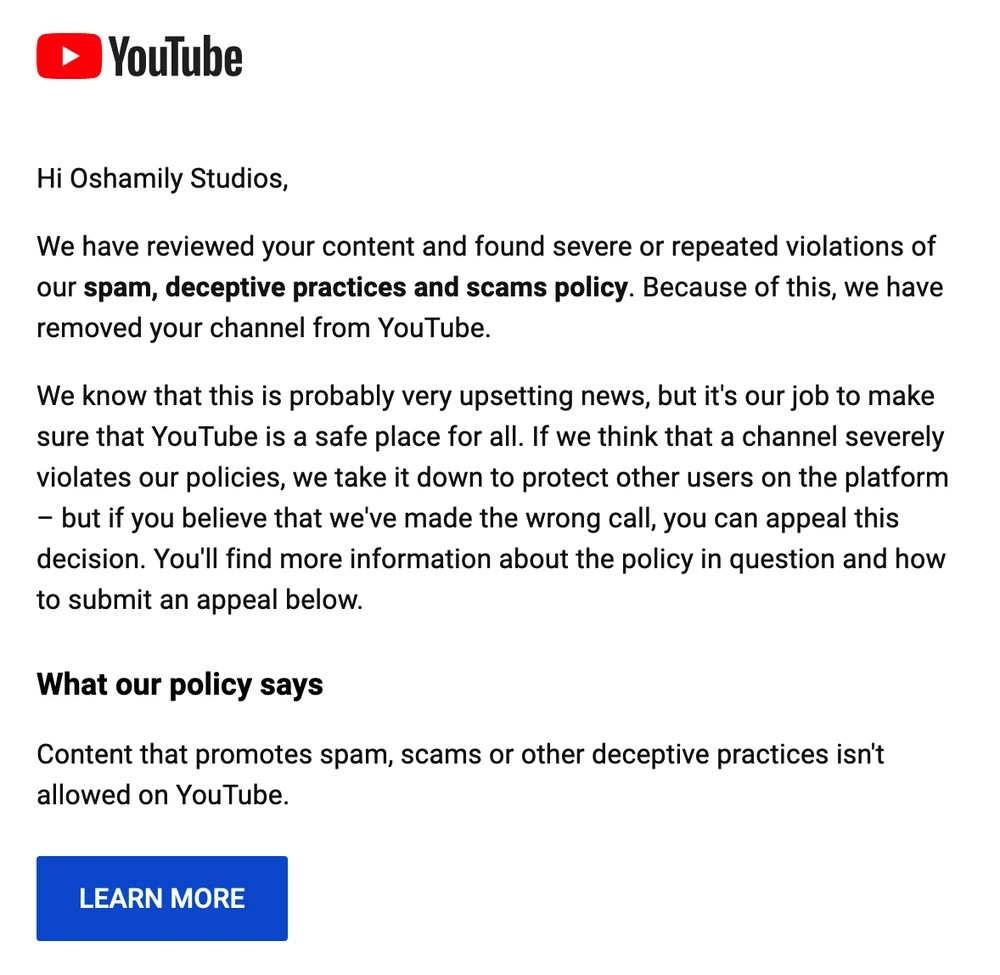 YouTube
Hi Oshamily Studios,
We have reviewed your content and found severe or repeated violations of
our spam, deceptive practices and scams policy. Because of this, we have
removed your channel from YouTube.
We know that this is probably very upsetting news, but it's our job to make
sure that YouTube is a safe place for all. If we think that a channel severely
violates our policies, we take it down to protect other users on the platform
– but if you believe that we've made the wrong call, you can appeal this
decision. You'll find more information about the policy in question and how
to submit an appeal below.
What our policy says
Content that promotes spam, scams or other deceptive practices isn't
allowed on YouTube.
LEARN MORE